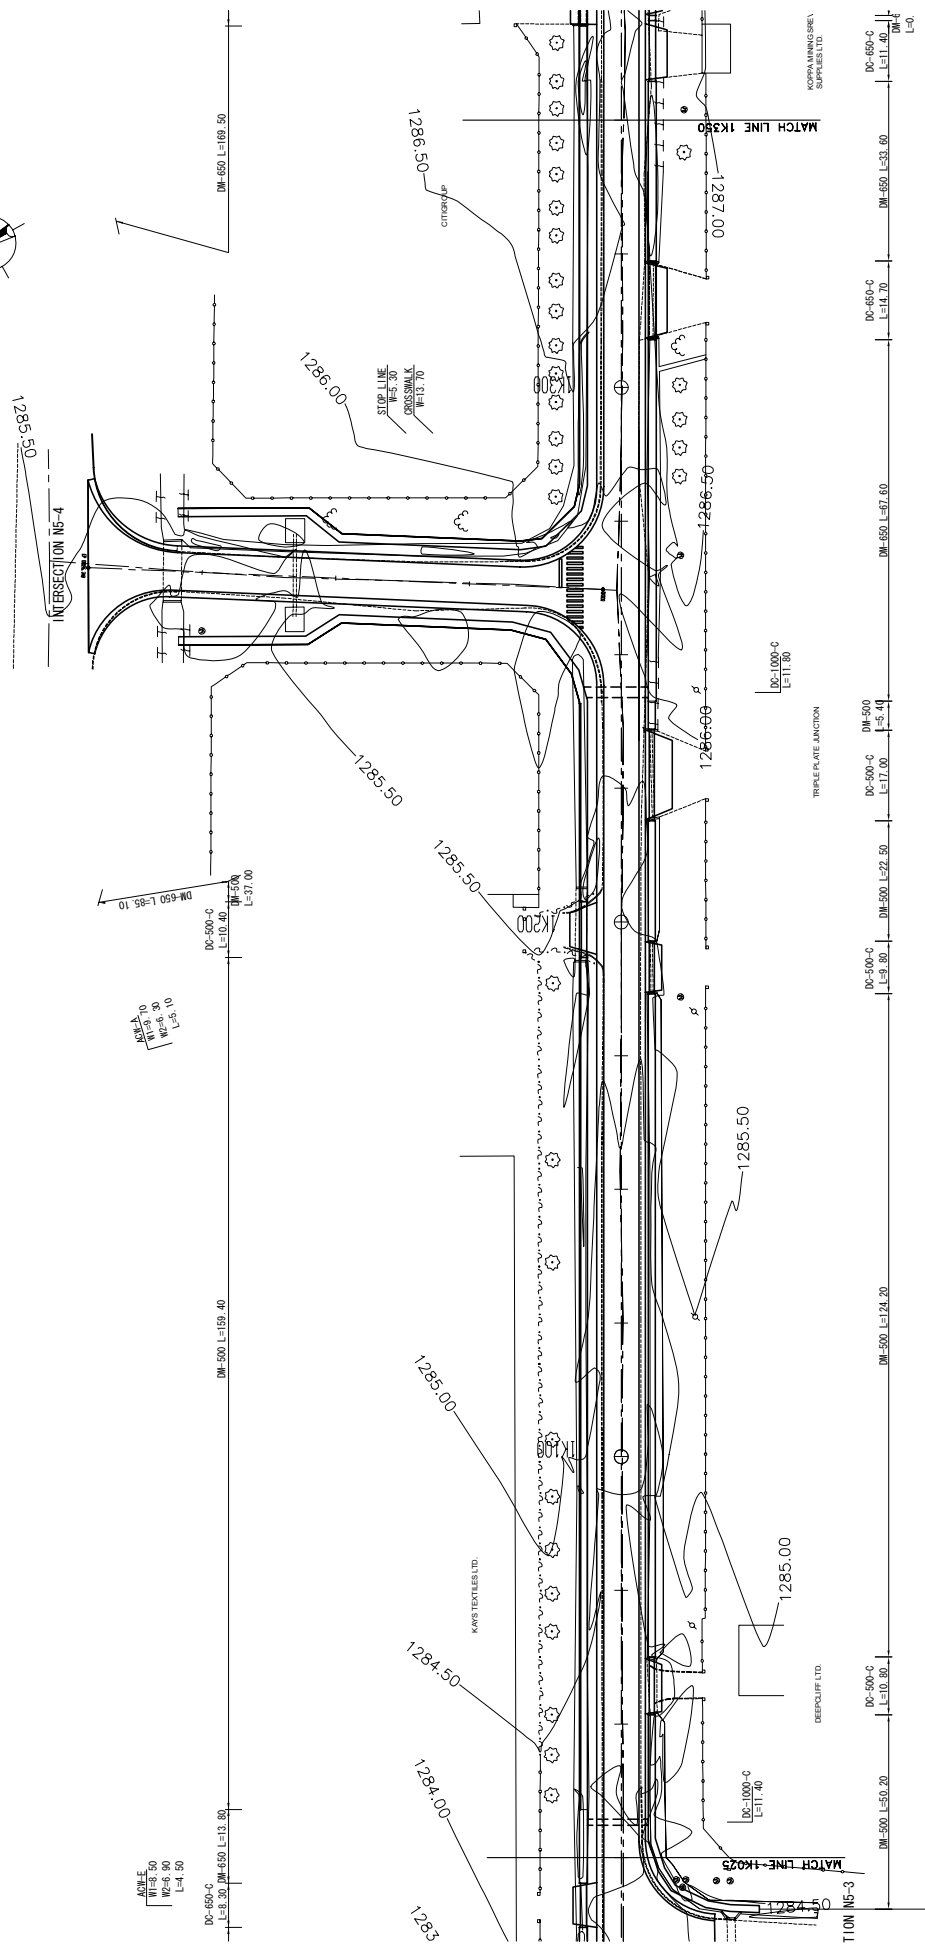 DM-650 L=169.50
1286.50
CITIGROUP
KOPPA MINING SREV
SUPPLIES LTD.
MATCH LINE 1K350
1287.00
DC-650-C
L=11.40
L=0.
DM-650 L=33.60
DC-650-C
L=14.70
1286.00
STOP LINE
W=5.30
CROSSWALK
W=13.70
1K300
1285.50
INTERSECTION N5-4
1286.50
DM-650 L=67.60
DC-1000-C
L=11.80
1286.00
TRIPLE PLATE JUNCTION
DM-500
L=5.40
DC-500-C
L=17.00
1285.50
1285.50
DM-500 L=22.50
DM-650 L=85.10
DM-500
L=37.00
DC-500-C
L=10.40
1K200
DC-500-C
L=9.80
ACW-A
W1=9.70
W2=6.30
L=5.10
1285.50
DM-500 L=159.40
DM-500 L=124.20
1285.00
1K100
KAYS TEXTILES LTD.
1285.00
1284.50
DEEPCLIFF LTD.
DC-500-C
L=10.80
1284.00
DC-1000-C
L=11.40
DM-500 L=50.20
DM-650 L=13.80
MATCH LINE 1K025
ACW-E
W1=8.50
W2=6.90
L=4.50
DC-650-C
L=8.30
1283
1284.50
TION N5-3